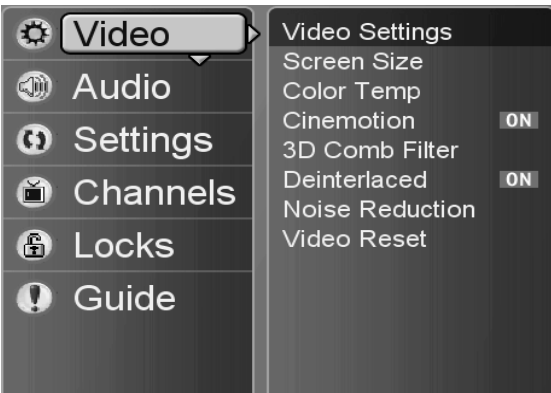 Video
Audio
Settings
Channels
Locks
Guide
Video Settings
Screen Size
Color Temp
Cinemotion ON
3D Comb Filter
Deinterlaced ON
Noise Reduction
Video Reset